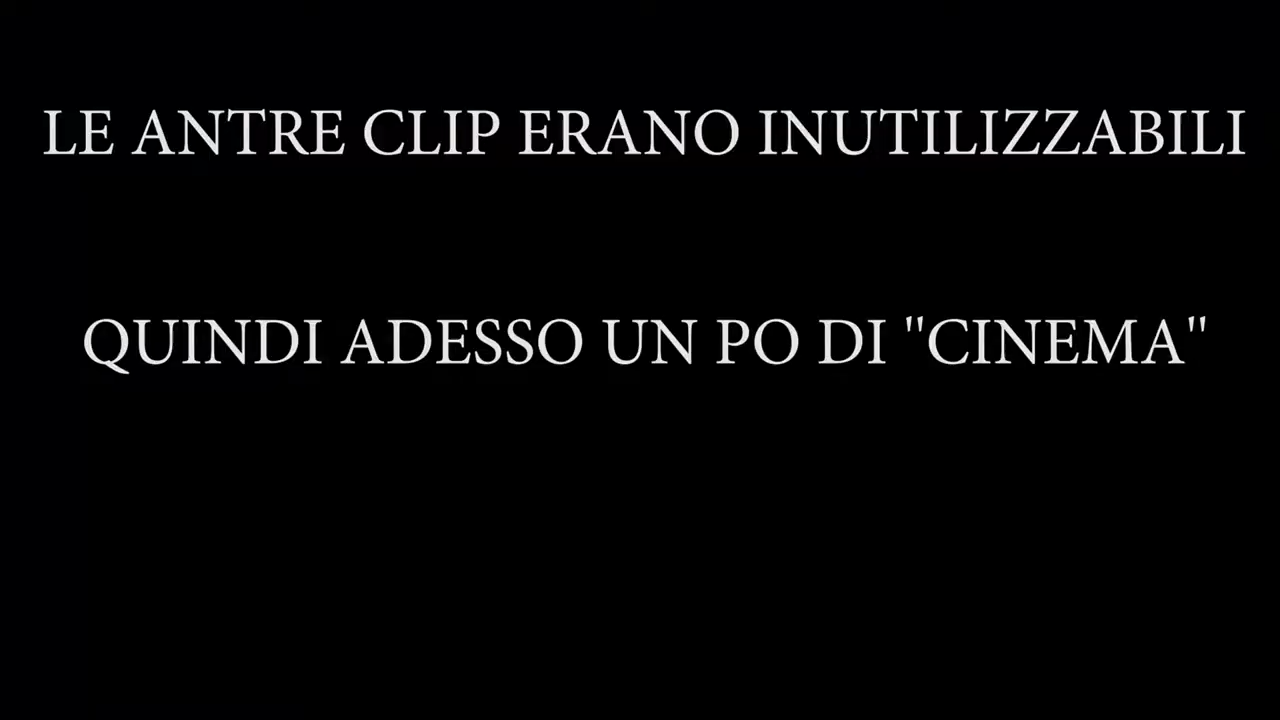 LE ANTRE CLIP ERANO INUTILIZZABILI
QUINDI ADESSO UN PO DI "CINEMA"